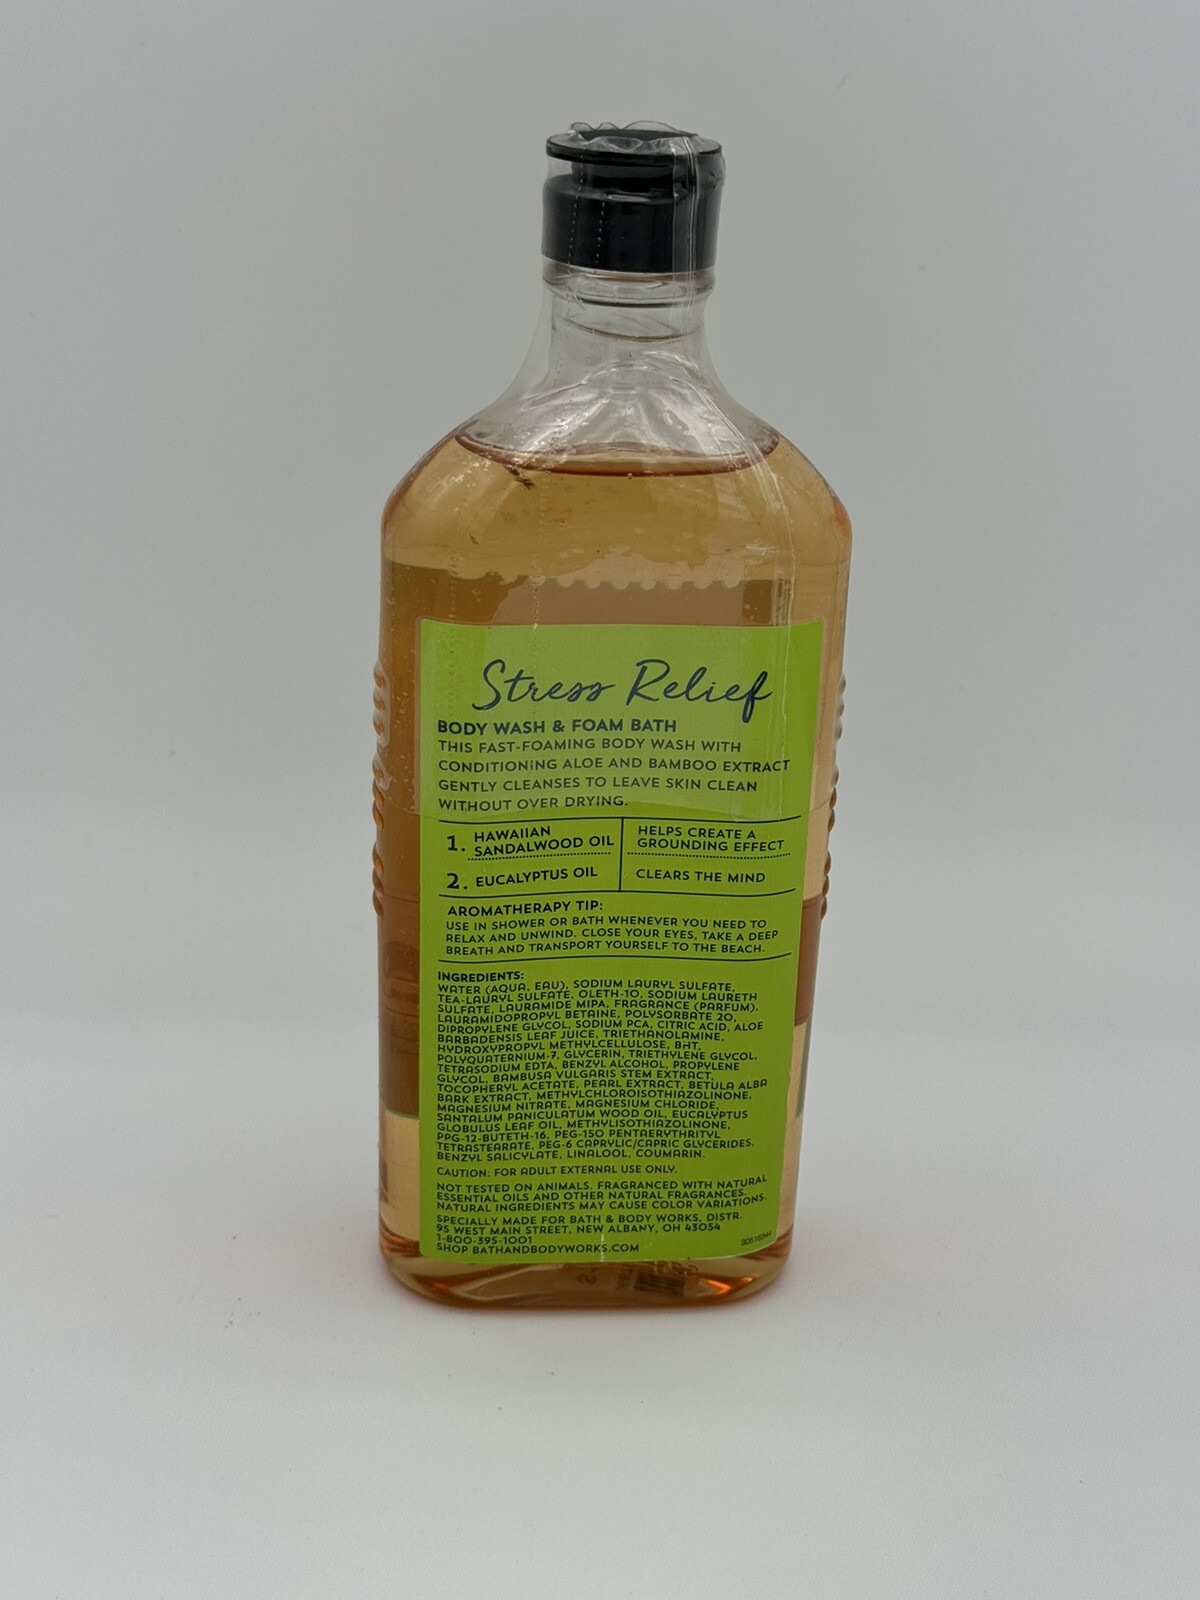 Stress Relief
BODY WASH & FOAM BATH
THIS FAST-FOAMING BODY WASH WITH
CONDITIONING ALOE AND BAMBOO EXTRACT
GENTLY CLEANSES TO LEAVE SKIN CLEAN
WITHOUT OVER DRYING.
1. HAWAIIAN
SANDALWOOD OIL
HELPS CREATE A
GROUNDING EFFECT
2. EUCALYPTUS OIL
CLEARS THE MIND
AROMATHERAPY TIP:
USE IN SHOWER OR BATH WHENEVER YOU NEED TO
RELAX AND UNWIND. CLOSE YOUR EYES, TAKE A DEEP
BREATH AND TRANSPORT YOURSELF TO THE BEACH.
INGREDIENTS:
WATER (AQUA, EAU), SODIUM LAURYL SULFATE,
TEA-LAURYL SULFATE, OLETH-10, SODIUM LAURETH
SULFATE, LAURAMIDE MIPA, FRAGRANCE (PARFUM),
LAURAMIDOPROPYL BETAINE, POLYSORBATE 20,
DIPROPYLENE GLYCOL, SODIUM PCA, CITRIC ACID, ALOE
BARBADENSIS LEAF JUICE, TRIETHANOLAMINE,
HYDROXYPROPYL METHYLCELLULOSE, BHT,
POLYQUATERNIUM-7, GLYCERIN, TRIETHYLENE GLYCOL,
TETRASODIUM EDTA, BENZYL ALCOHOL, PROPYLENE
GLYCOL, BAMBUSA VULGARIS STEM EXTRACT,
TOCOPHERYL ACETATE, PEARL EXTRACT, BETULA ALBA
BARK EXTRACT, METHYLCHLOROISOTHIAZOLINONE,
MAGNESIUM NITRATE, MAGNESIUM CHLORIDE,
SANTALUM PANICULATUM WOOD OIL, EUCALYPTUS
GLOBULUS LEAF OIL, METHYLISOTHIAZOLINONE,
PPG-12-BUTETH-16, PEG-150 PENTAERYTHRITYL
TETRASTEARATE, PEG-6 CAPRYLIC/CAPRIC GLYCERIDES,
BENZYL SALICYLATE, LINALOOL, COUMARIN.
CAUTION: FOR ADULT EXTERNAL USE ONLY.
NOT TESTED ON ANIMALS. FRAGRANCED WITH NATURAL
ESSENTIAL OILS AND OTHER NATURAL FRAGRANCES.
NATURAL INGREDIENTS MAY CAUSE COLOR VARIATIONS.
SPECIALLY MADE FOR BATH & BODY WORKS, DISTR.
95 WEST MAIN STREET, NEW ALBANY, OH 43054
1-800-395-1001
SHOP BATHANDBODYWORKS.COM